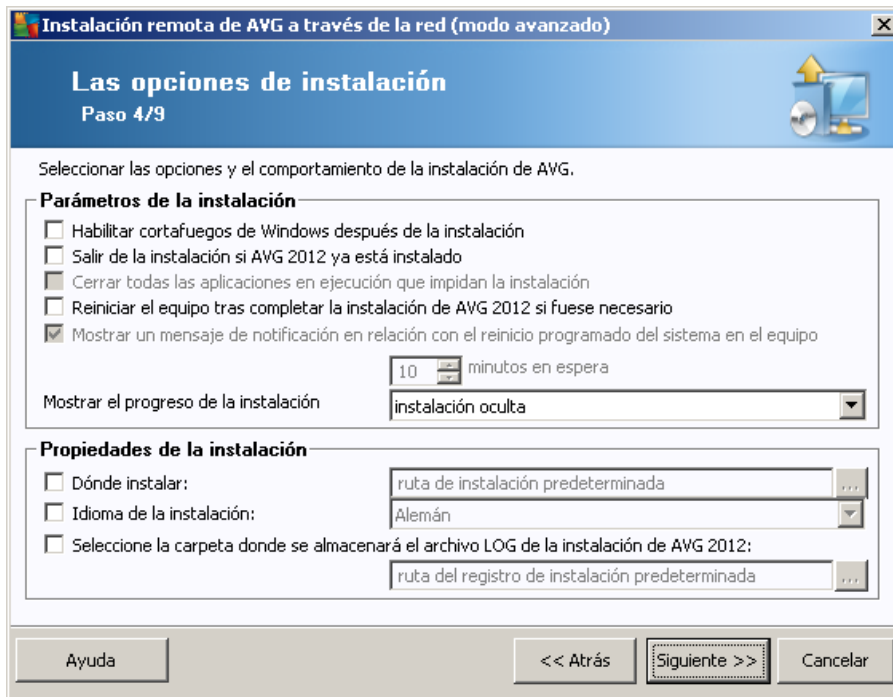 Instalación remota de AVG a través de la red (modo avanzado)
Las opciones de instalación
Paso 4/9
Seleccionar las opciones y el comportamiento de la instalación de AVG.
Parámetros de la instalación
Habilitar cortafuegos de Windows después de la instalación
Salir de la instalación si AVG 2012 ya está instalado
Cerrar todas las aplicaciones en ejecución que impidan la instalación
Reiniciar el equipo tras completar la instalación de AVG 2012 si fuese necesario
Mostrar un mensaje de notificación en relación con el reinicio programado del sistema en el equipo
10 minutos en espera
Mostrar el progreso de la instalación instalación oculta
Propiedades de la instalación
Dónde instalar: ruta de instalación predeterminada ...
Idioma de la instalación: Alemán
Seleccione la carpeta donde se almacenará el archivo LOG de la instalación de AVG 2012:
ruta del registro de instalación predeterminada ...
Ayuda << Atrás Siguiente >> Cancelar